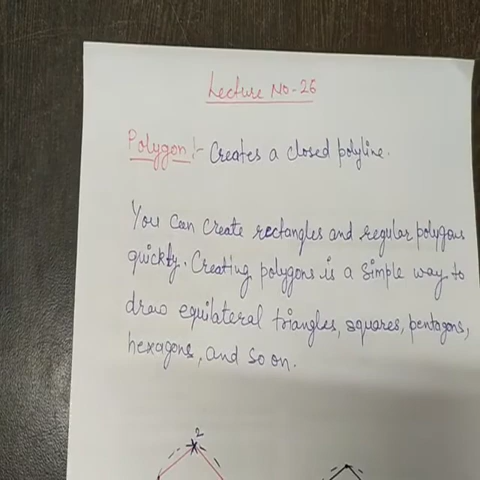 Lecture No-26
Polygon:- Creates a closed polyline.
You can create rectangles and regular polygons
quickly. Creating polygons is a simple way to
draw equilateral triangles, squares, pentagons,
hexagons, and so on.
2